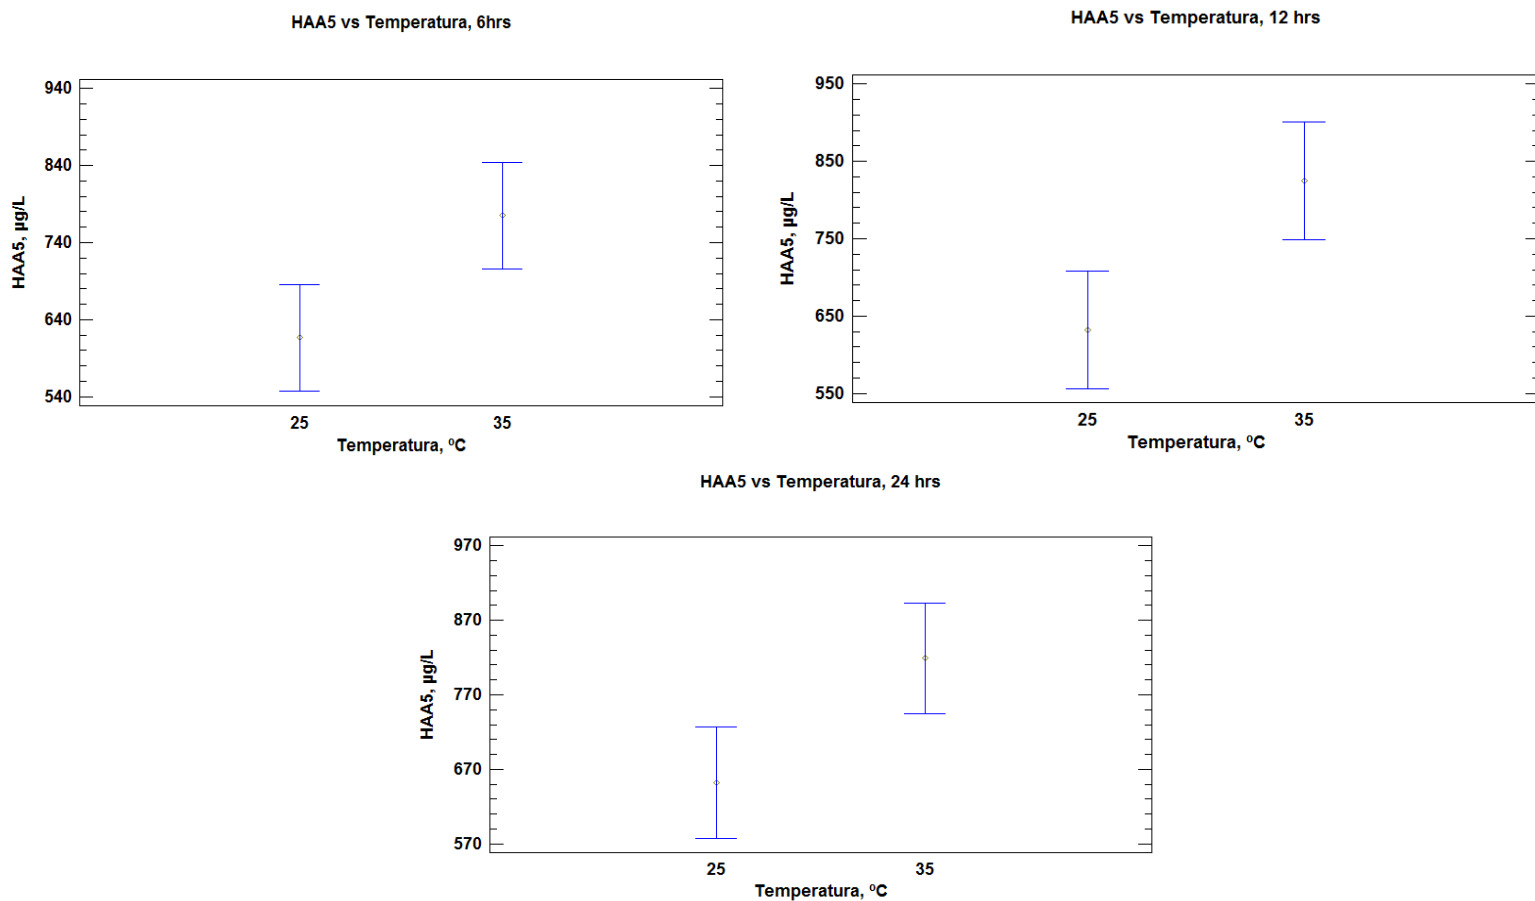 HAA5 vs Temperatura, 6hrs
940
840
740
640
540
HAA5, µg/L
25 35
Temperatura, ºC
HAA5 vs Temperatura, 12 hrs
950
850
750
650
550
HAA5, µg/L
25 35
Temperatura, ºC
HAA5 vs Temperatura, 24 hrs
970
870
770
670
570
HAA5, µg/L
25 35
Temperatura, ºC